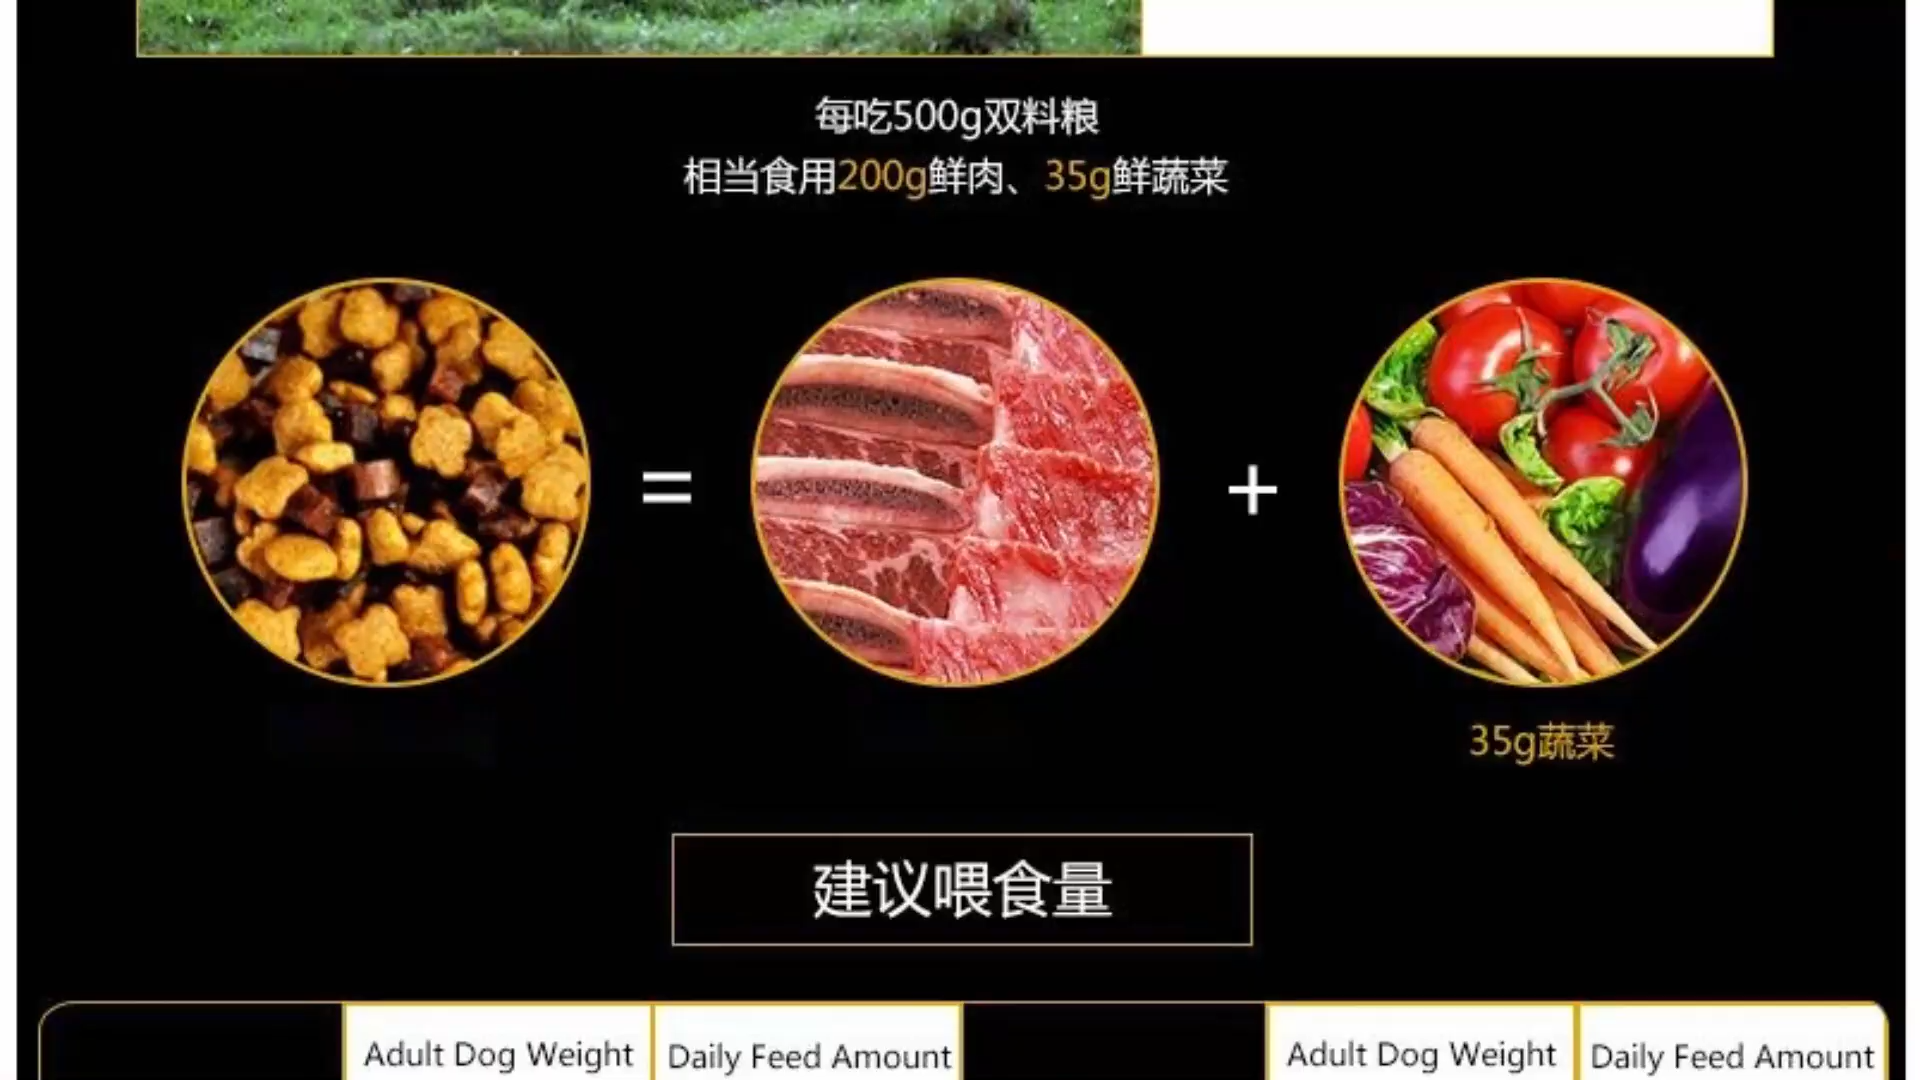 每吃500g双料粮
相当食用200g鲜肉、35g鲜蔬菜
=
+
35g蔬菜
建议喂食量
Adult Dog Weight
Daily Feed Amount
Adult Dog Weight
Daily Feed Amount